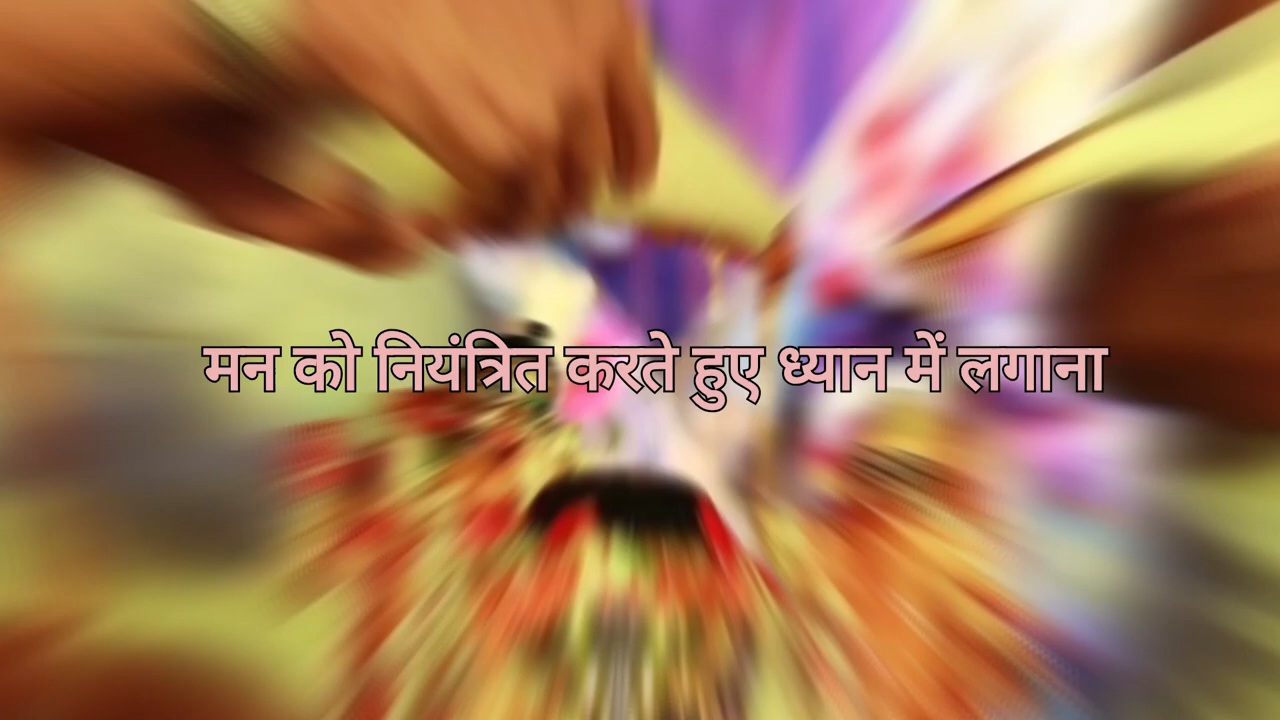 मन को नियंत्रित करते हुए ध्यान में लगाना